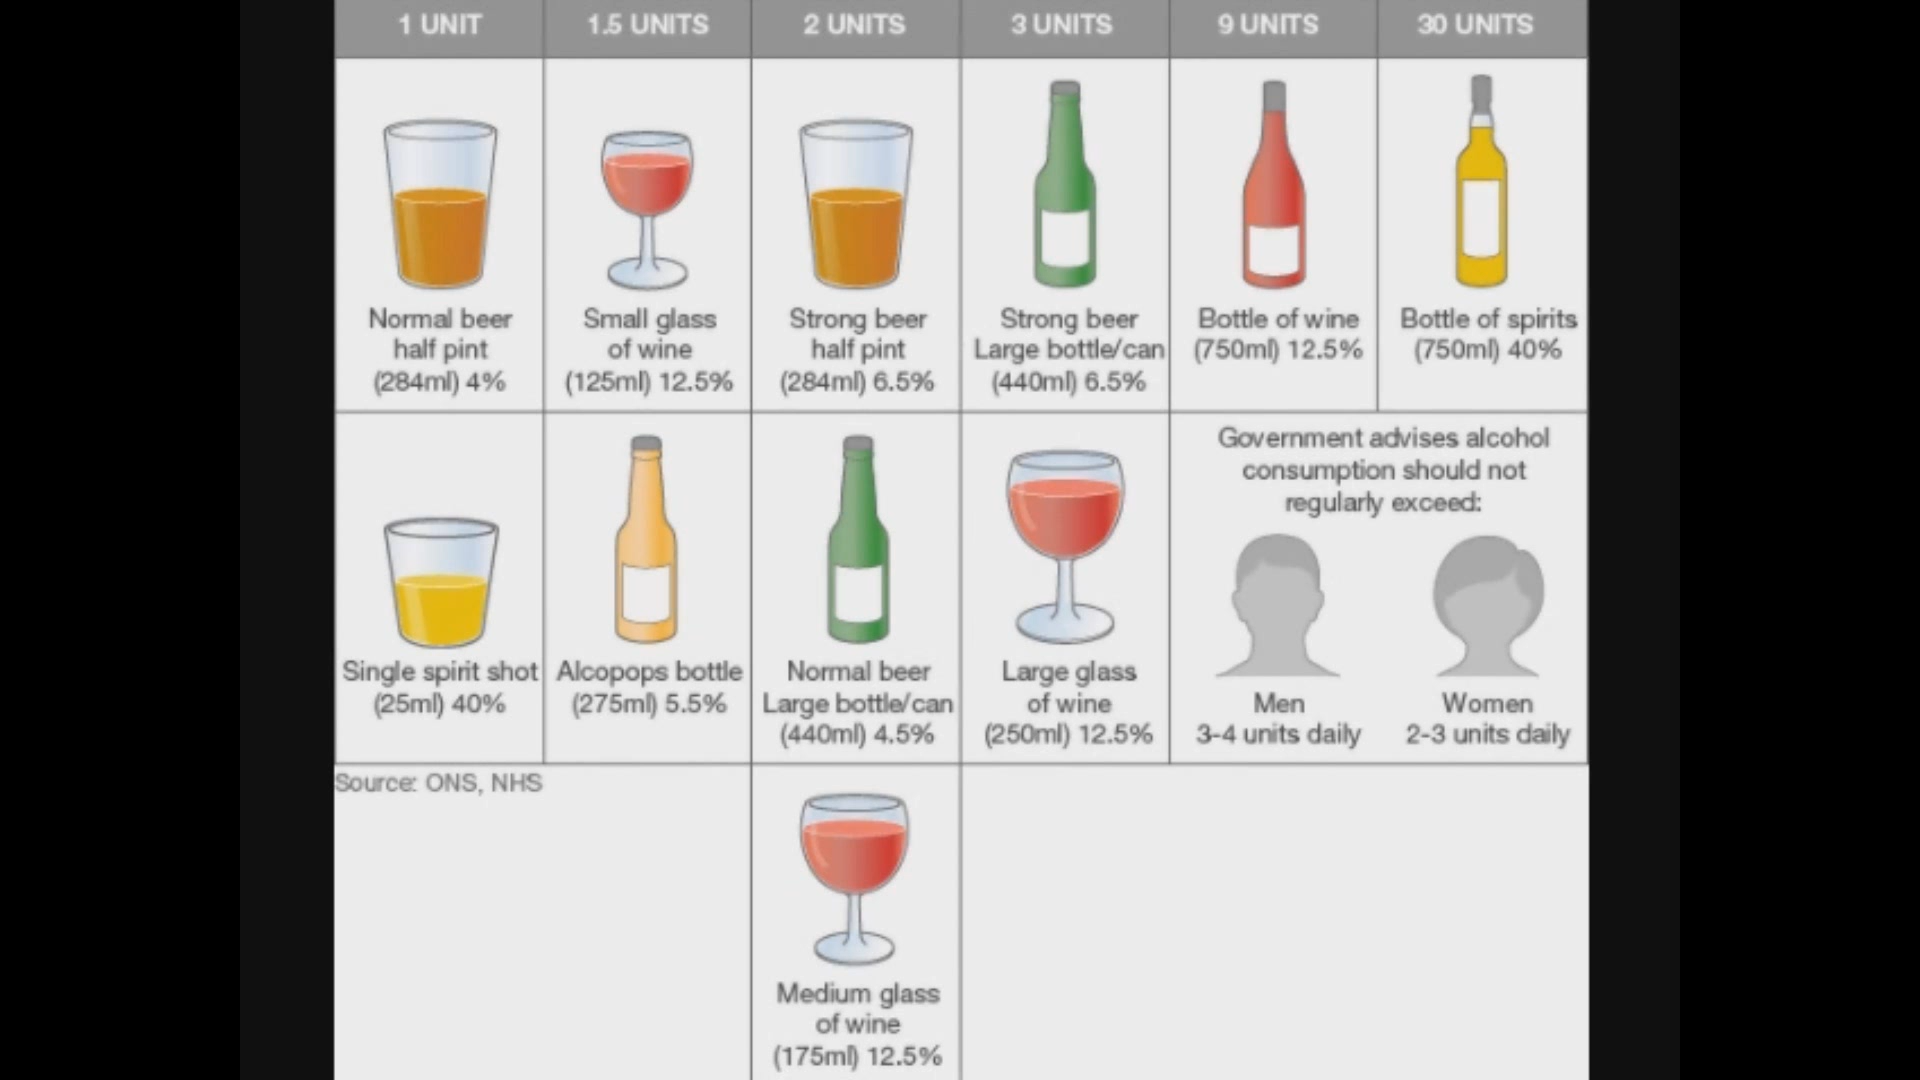 1 UNIT
1.5 UNITS
2 UNITS
3 UNITS
9 UNITS
30 UNITS
Normal beer
half pint
(284ml) 4%
Small glass
of wine
(125ml) 12.5%
Strong beer
half pint
(284ml) 6.5%
Strong beer
Large bottle/can
(440ml) 6.5%
Bottle of wine
(750ml) 12.5%
Bottle of spirits
(750ml) 40%
Single spirit shot
(25ml) 40%
Alcopops bottle
(275ml) 5.5%
Normal beer
Large bottle/can
(440ml) 4.5%
Large glass
of wine
(250ml) 12.5%
Government advises alcohol
consumption should not
regularly exceed:
Men
3-4 units daily
Women
2-3 units daily
Source: ONS, NHS
Medium glass
of wine
(175ml) 12.5%